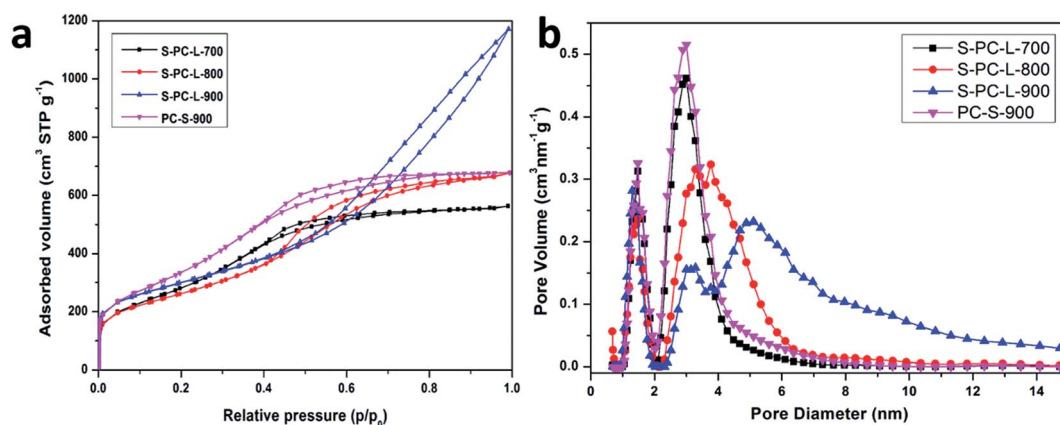 a
1200
1000
800
600
400
200
0
0.0 0.2 0.4 0.6 0.8 1.0
Adsorbed volume (cm³ STP g⁻¹)
Relative pressure (p/p₀)
S-PC-L-700
S-PC-L-800
S-PC-L-900
PC-S-900
b
0.5
0.4
0.3
0.2
0.1
0.0
0 2 4 6 8 10 12 14
Pore Volume (cm³nm⁻¹g⁻¹)
Pore Diameter (nm)
S-PC-L-700
S-PC-L-800
S-PC-L-900
PC-S-900